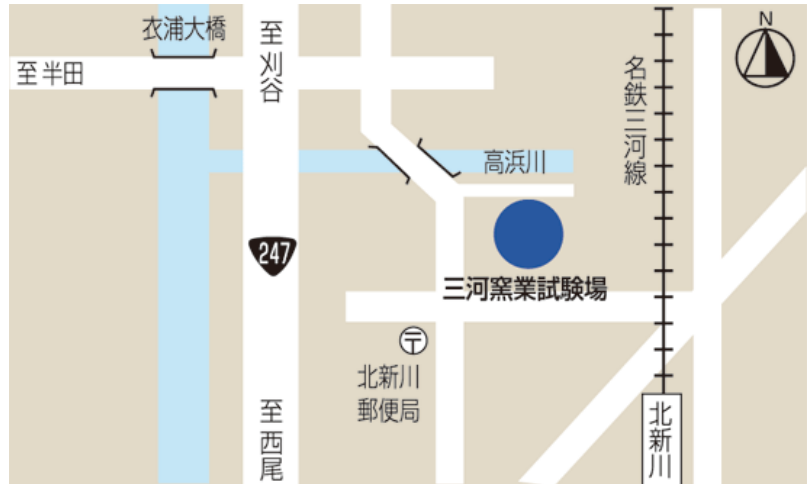 衣浦大橋
至半田
至刈谷
N
名鉄三河線
高浜川
247
三河窯業試験場
北新川
郵便局
至西尾
北新川